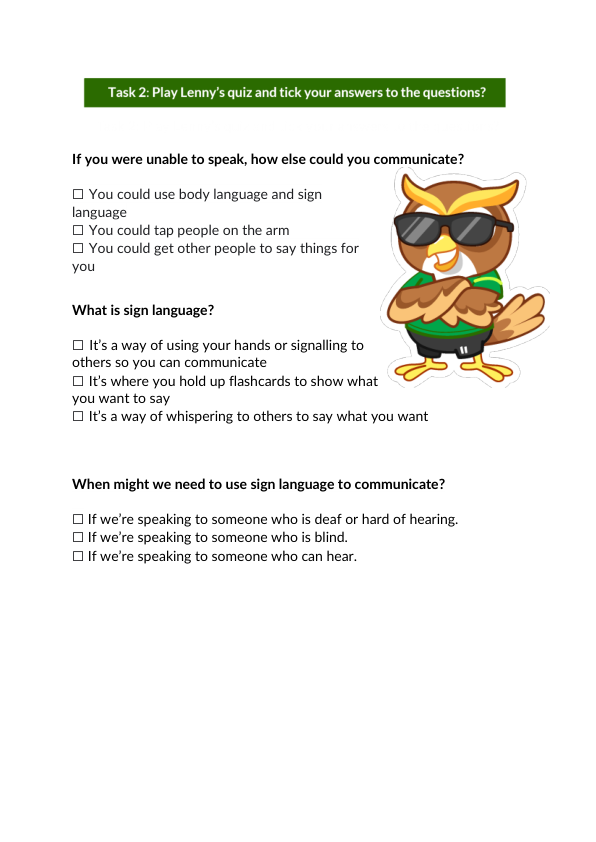 Task 2: Play Lenny’s quiz and tick your answers to the questions?
If you were unable to speak, how else could you communicate?
☐ You could use body language and sign
language
☐ You could tap people on the arm
☐ You could get other people to say things for
you
What is sign language?
☐ It’s a way of using your hands or signalling to
others so you can communicate
☐ It’s where you hold up flashcards to show what
you want to say
☐ It’s a way of whispering to others to say what you want
When might we need to use sign language to communicate?
☐ If we’re speaking to someone who is deaf or hard of hearing.
☐ If we’re speaking to someone who is blind.
☐ If we’re speaking to someone who can hear.